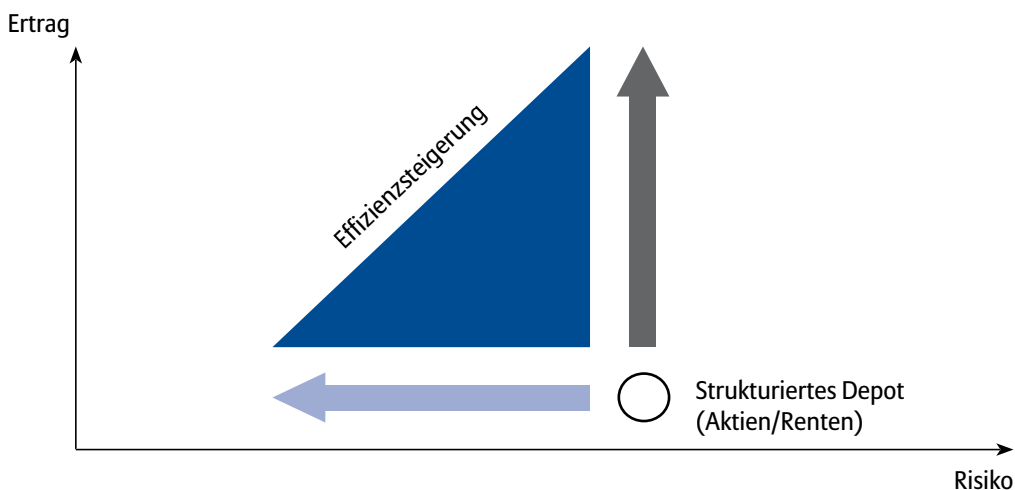 Ertrag
Effizienzsteigerung
Strukturiertes Depot
(Aktien/Renten)
Risiko